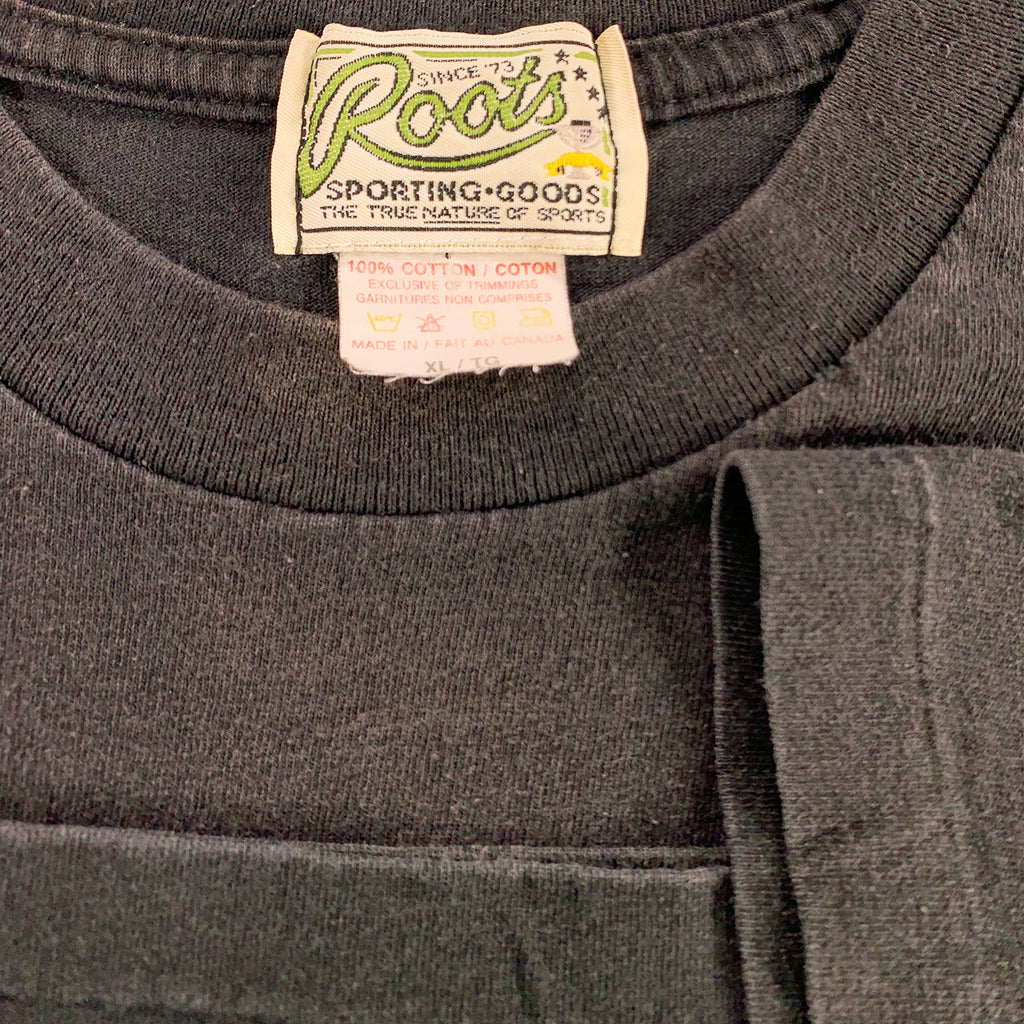 SINCE '73
Roots
SPORTING•GOODS
THE TRUE NATURE OF SPORTS
100% COTTON / COTON
EXCLUSIVE OF TRIMMINGS
GARNITURES NON COMPRISES
40°C
MADE IN / FAIT AU CANADA
XL / TG